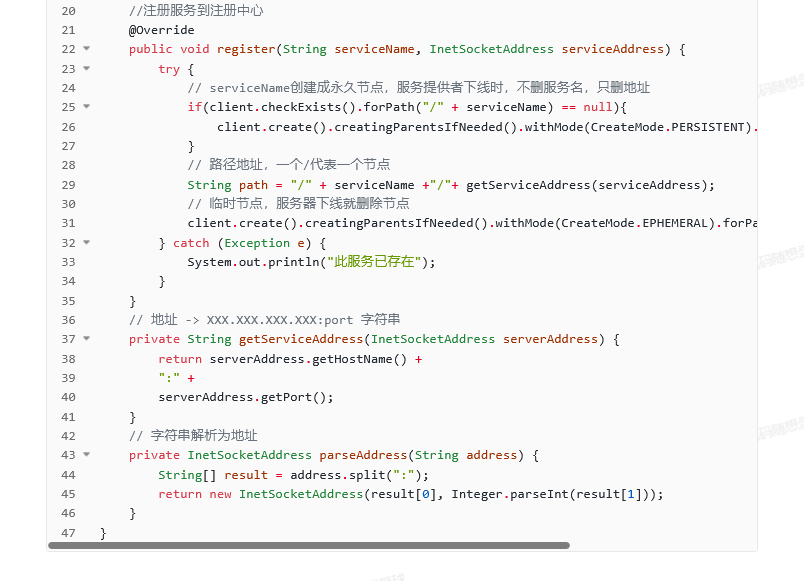 20 //注册服务到注册中心
21 @Override
22 public void register(String serviceName, InetSocketAddress serviceAddress) {
23 try {
24 // serviceName创建成永久节点，服务提供者下线时，不删服务名，只删地址
25 if(client.checkExists().forPath("/" + serviceName) == null){
26 client.create().creatingParentsIfNeeded().withMode(CreateMode.PERSISTENT).
27 }
28 // 路径地址，一个/代表一个节点
29 String path = "/" + serviceName +"/"+ getServiceAddress(serviceAddress);
30 // 临时节点，服务器下线就删除节点
31 client.create().creatingParentsIfNeeded().withMode(CreateMode.EPHEMERAL).forPa
32 } catch (Exception e) {
33 System.out.println("此服务已存在");
34 }
35 }
36 // 地址 -> XXX.XXX.XXX.XXX:port 字符串
37 private String getServiceAddress(InetSocketAddress serverAddress) {
38 return serverAddress.getHostName() +
39 ":" +
40 serverAddress.getPort();
41 }
42 // 字符串解析为地址
43 private InetSocketAddress parseAddress(String address) {
44 String[] result = address.split(":");
45 return new InetSocketAddress(result[0], Integer.parseInt(result[1]));
46 }
47 }